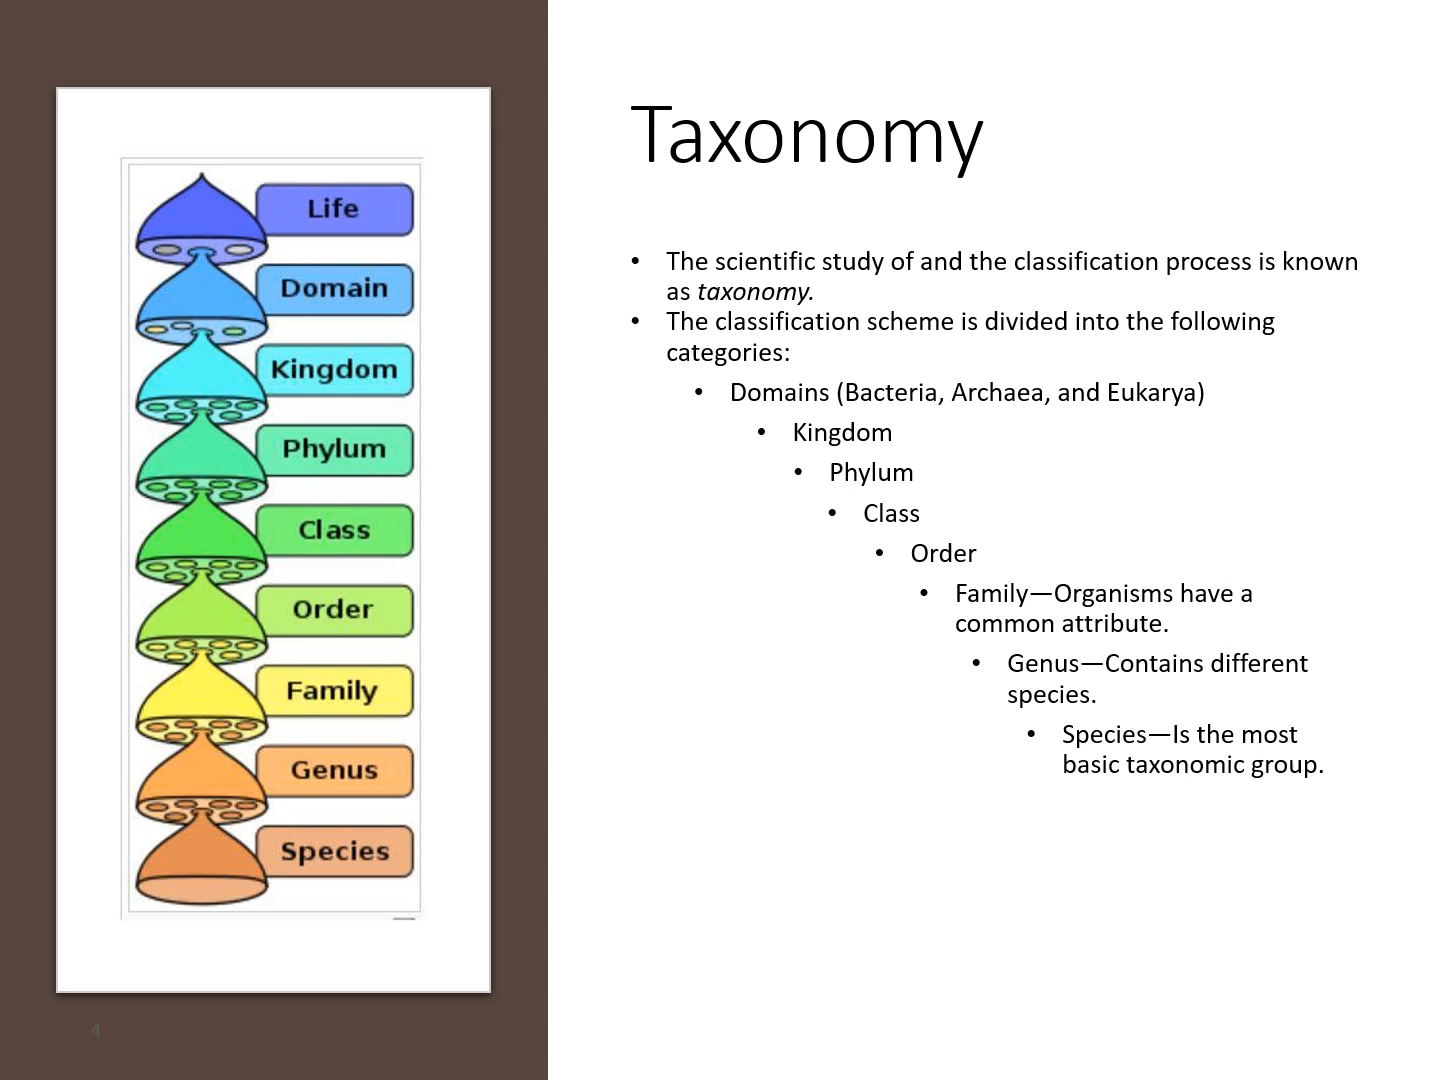 Life
Domain
Kingdom
Phylum
Class
Order
Family
Genus
Species
4
Taxonomy
• The scientific study of and the classification process is known
as taxonomy.
• The classification scheme is divided into the following
categories:
• Domains (Bacteria, Archaea, and Eukarya)
• Kingdom
• Phylum
• Class
• Order
• Family—Organisms have a
common attribute.
• Genus—Contains different
species.
• Species—Is the most
basic taxonomic group.